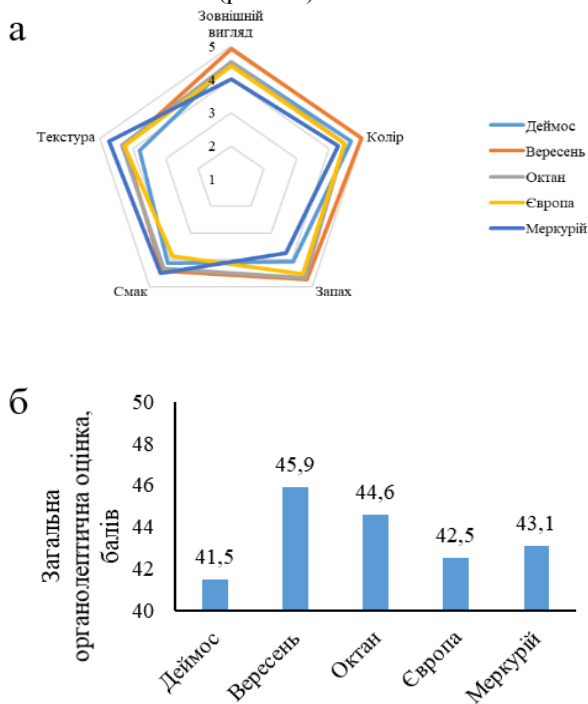 а
Зовнішній
вигляд
5
4
3
2
1
Текстура
Колір
Смак
Запах
Деймос
Вересень
Октан
Європа
Меркурій
б
Загальна
органолептична оцінка,
балів
50
48
46
44
42
40
41,5
45,9
44,6
42,5
43,1
Деймос
Вересень
Октан
Європа
Меркурій